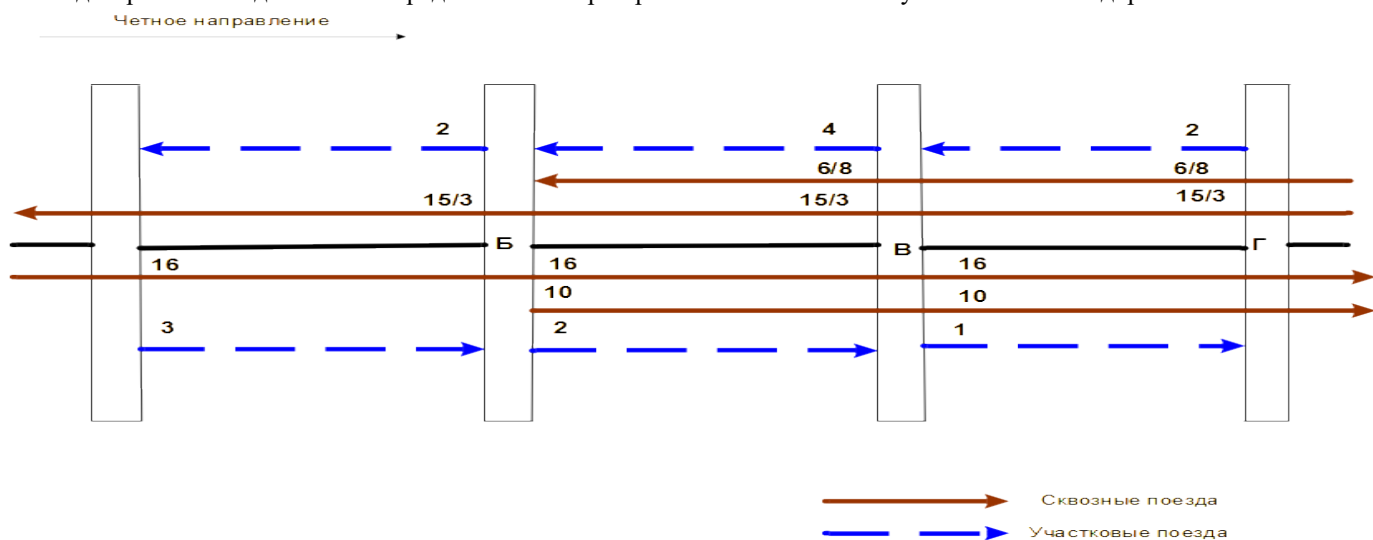 Четное направление
2 4 2
6/8 6/8
15/3 15/3 15/3
Б В Г
16 16 16
10 10
3 2 1
Сквозные поезда
Участковые поезда